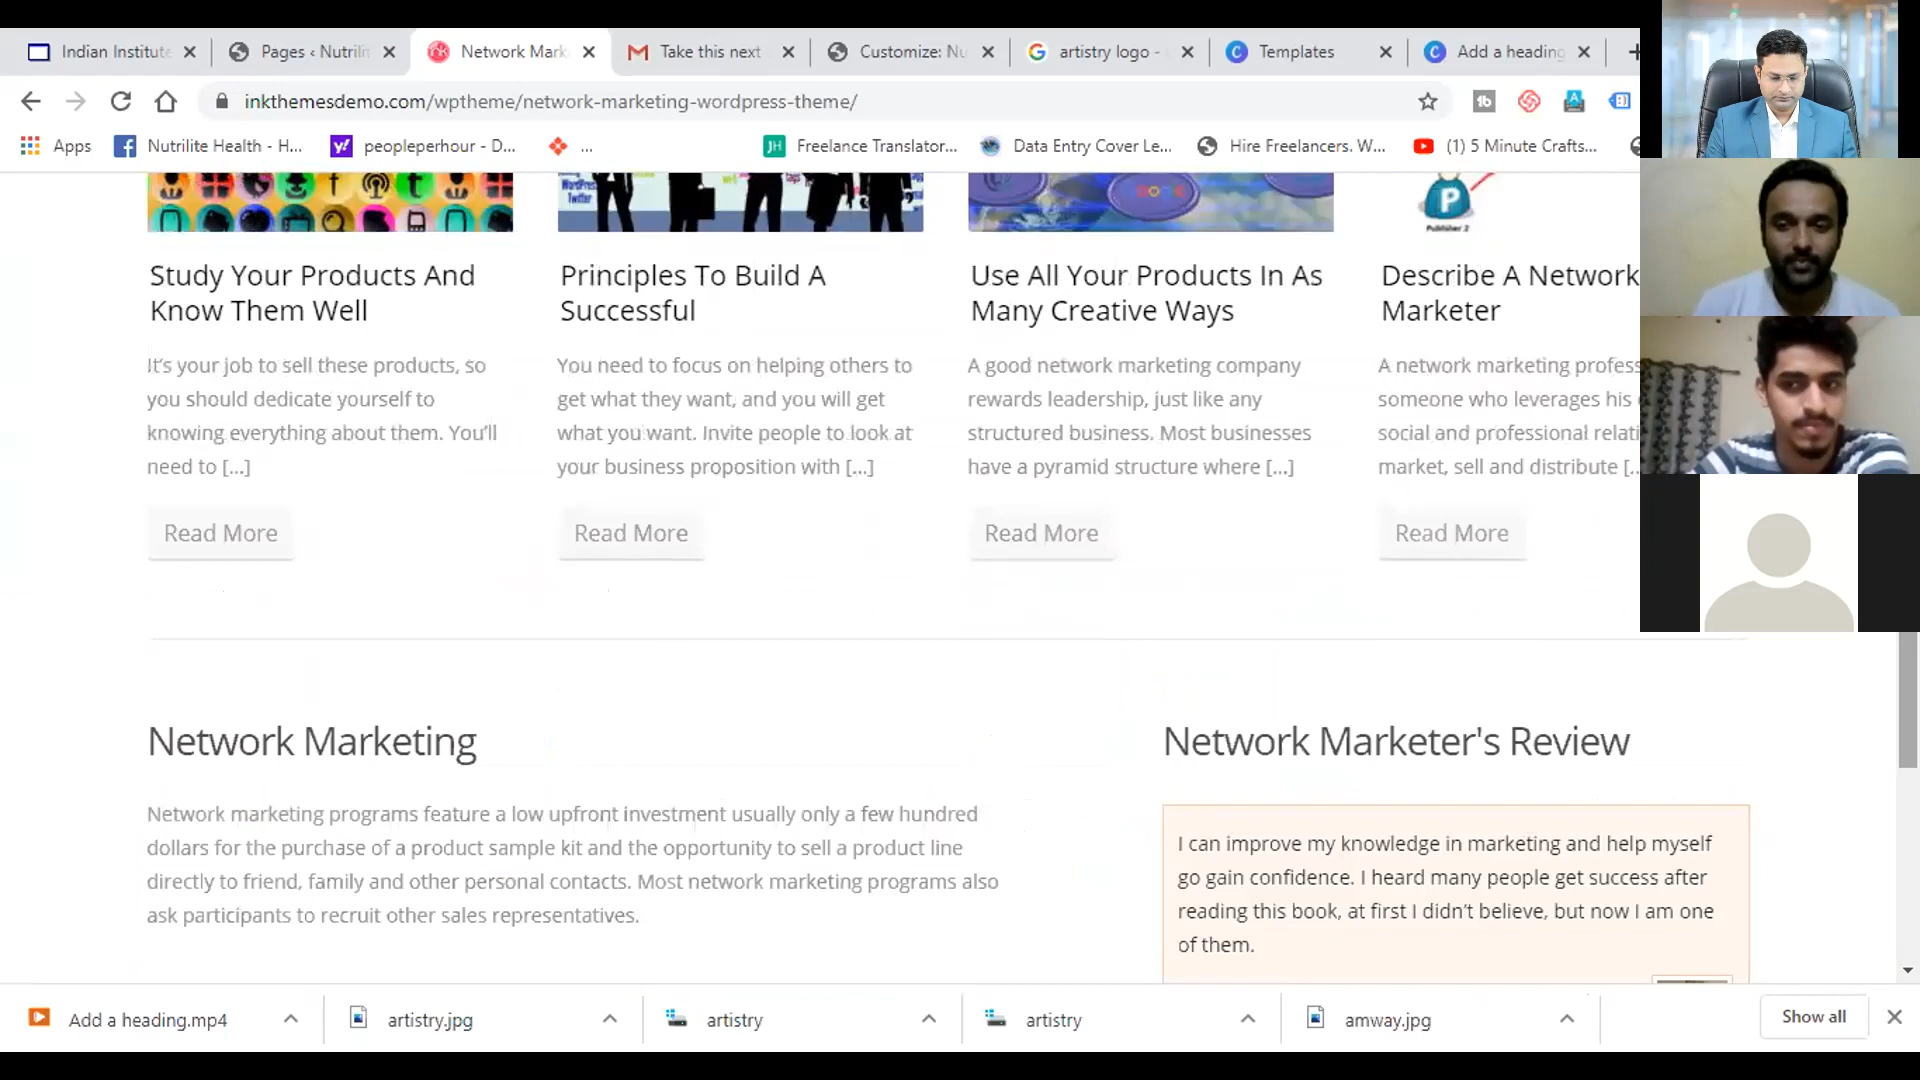 Indian Institute
Pages ‹ Nutrili
Network Mark
Take this next
Customize: Nu
artistry logo -
Templates
Add a heading
inkthemesdemo.com/wptheme/network-marketing-wordpress-theme/
Apps
Nutrilite Health - H...
peopleperhour - D...
...
JH
Freelance Translator...
Data Entry Cover Le...
Hire Freelancers. W...
(1) 5 Minute Crafts...
WordPress
Twitter
P
Publisher 2
Study Your Products And
Know Them Well
It's your job to sell these products, so
you should dedicate yourself to
knowing everything about them. You'll
need to [...]
Read More
Principles To Build A
Successful
You need to focus on helping others to
get what they want, and you will get
what you want. Invite people to look at
your business proposition with [...]
Read More
Use All Your Products In As
Many Creative Ways
A good network marketing company
rewards leadership, just like any
structured business. Most businesses
have a pyramid structure where [...]
Read More
Describe A Network
Marketer
A network marketing profess
someone who leverages his
social and professional relati
market, sell and distribute [..
Read More
Network Marketing
Network marketing programs feature a low upfront investment usually only a few hundred
dollars for the purchase of a product sample kit and the opportunity to sell a product line
directly to friend, family and other personal contacts. Most network marketing programs also
ask participants to recruit other sales representatives.
Network Marketer's Review
I can improve my knowledge in marketing and help myself
go gain confidence. I heard many people get success after
reading this book, at first I didn't believe, but now I am one
of them.
Add a heading.mp4
artistry.jpg
artistry
artistry
amway.jpg
Show all